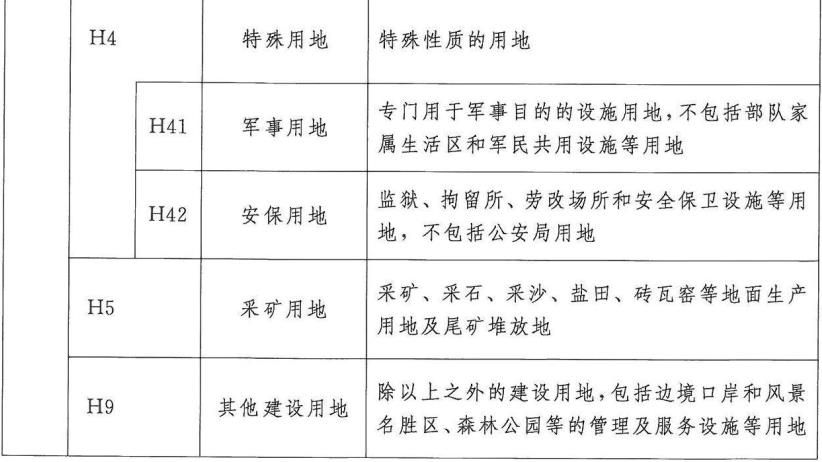 H4 特殊用地 特殊性质的用地
H41 军事用地 专门用于军事目的的设施用地,不包括部队家
属生活区和军民共用设施等用地
H42 安保用地 监狱、拘留所、劳改场所和安全保卫设施等用
地,不包括公安局用地
H5 采矿用地 采矿、采石、采沙、盐田、砖瓦窑等地面生产
用地及尾矿堆放地
H9 其他建设用地 除以上之外的建设用地,包括边境口岸和风景
名胜区、森林公园等的管理及服务设施等用地